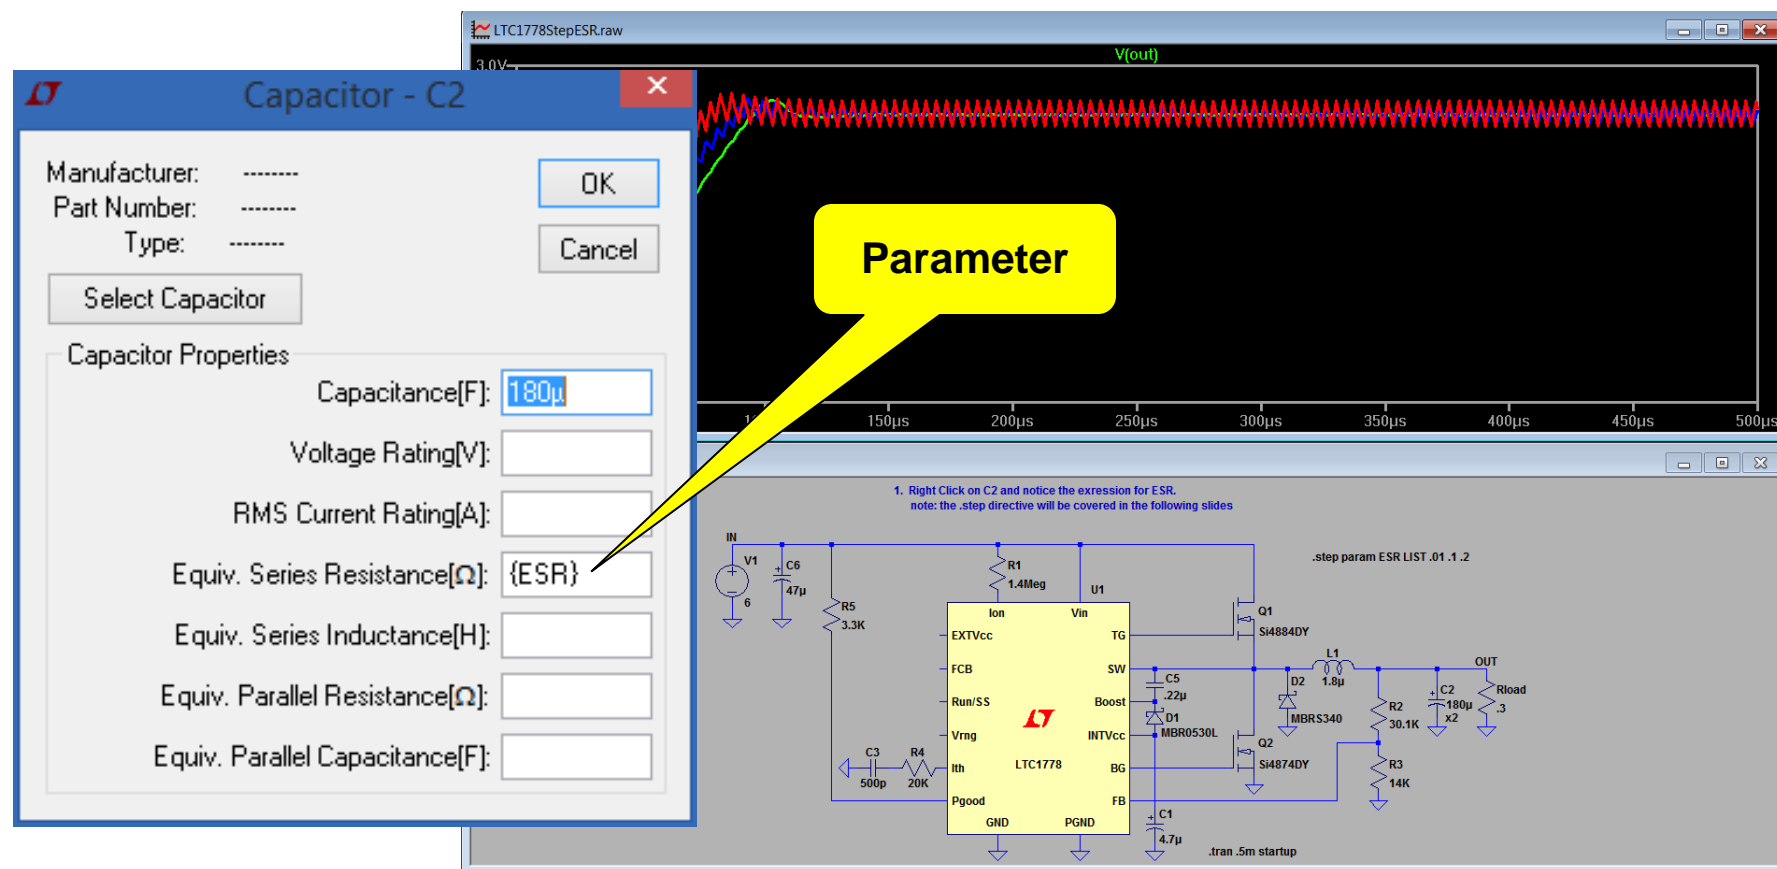 LTC1778StepESR.raw
V(out)
3.0V
150µs
200µs
250µs
300µs
350µs
400µs
450µs
500µs
Capacitor - C2
Manufacturer: --------
Part Number: --------
Type: --------
OK
Cancel
Select Capacitor
Capacitor Properties
Capacitance[F]: 180µ
Voltage Rating[V]:
RMS Current Rating[A]:
Equiv. Series Resistance[Ω]: {ESR}
Equiv. Series Inductance[H]:
Equiv. Parallel Resistance[Ω]:
Equiv. Parallel Capacitance[F]:
Parameter
1. Right Click on C2 and notice the exression for ESR.
note: the .step directive will be covered in the following slides
.step param ESR LIST .01 .1 .2
IN
V1
6
C6
47µ
R5
3.3K
R1
1.4Meg
U1
Ion
Vin
EXTVcc
TG
FCB
SW
Run/SS
Boost
Vrng
INTVcc
Ith
LTC1778
BG
Pgood
FB
GND
PGND
C3
500p
R4
20K
C5
.22µ
D1
MBR0530L
C1
4.7µ
Q1
Si4884DY
Q2
Si4874DY
D2
MBRS340
L1
1.8µ
R2
30.1K
R3
14K
C2
180µ
x2
OUT
Rload
.3
.tran .5m startup